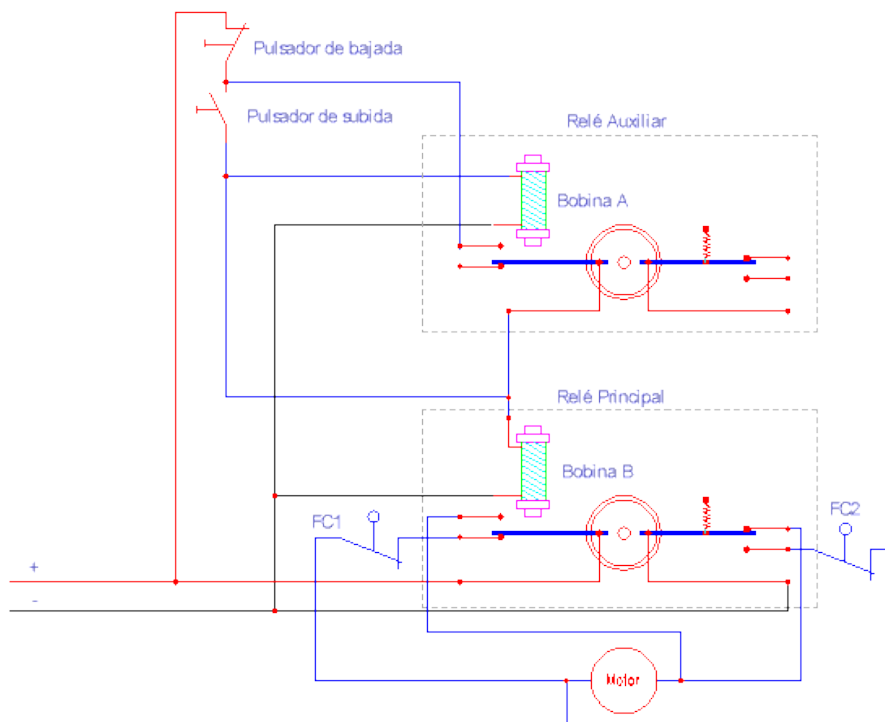 Pulsador de bajada
Pulsador de subida
Relé Auxiliar
Bobina A
Relé Principal
Bobina B
FC1
FC2
+
-
Motor